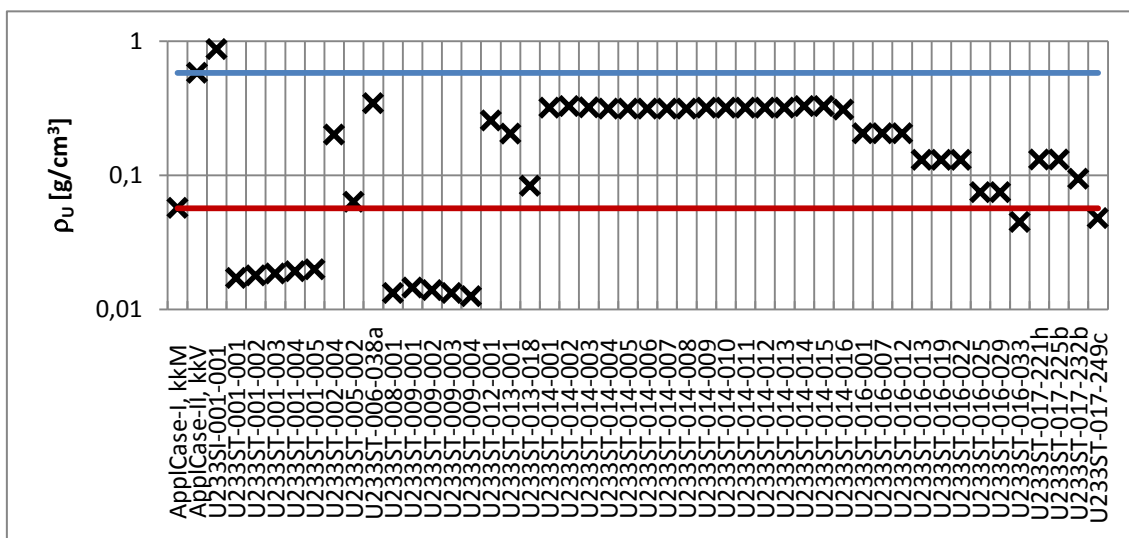 1
0,1
0,01
ρU [g/cm³]
ApplCase-I, kkM
ApplCase-II, kkV
U233SI-001-001
U233ST-001-001
U233ST-001-002
U233ST-001-003
U233ST-001-004
U233ST-001-005
U233ST-002-004
U233ST-005-002
U233ST-006-038a
U233ST-008-001
U233ST-009-001
U233ST-009-002
U233ST-009-003
U233ST-009-004
U233ST-012-001
U233ST-013-001
U233ST-013-018
U233ST-014-001
U233ST-014-002
U233ST-014-003
U233ST-014-004
U233ST-014-005
U233ST-014-006
U233ST-014-007
U233ST-014-008
U233ST-014-009
U233ST-014-010
U233ST-014-011
U233ST-014-012
U233ST-014-013
U233ST-014-014
U233ST-014-015
U233ST-014-016
U233ST-016-001
U233ST-016-007
U233ST-016-012
U233ST-016-013
U233ST-016-019
U233ST-016-022
U233ST-016-025
U233ST-016-029
U233ST-016-033
U233ST-017-221h
U233ST-017-225b
U233ST-017-232b
U233ST-017-249c